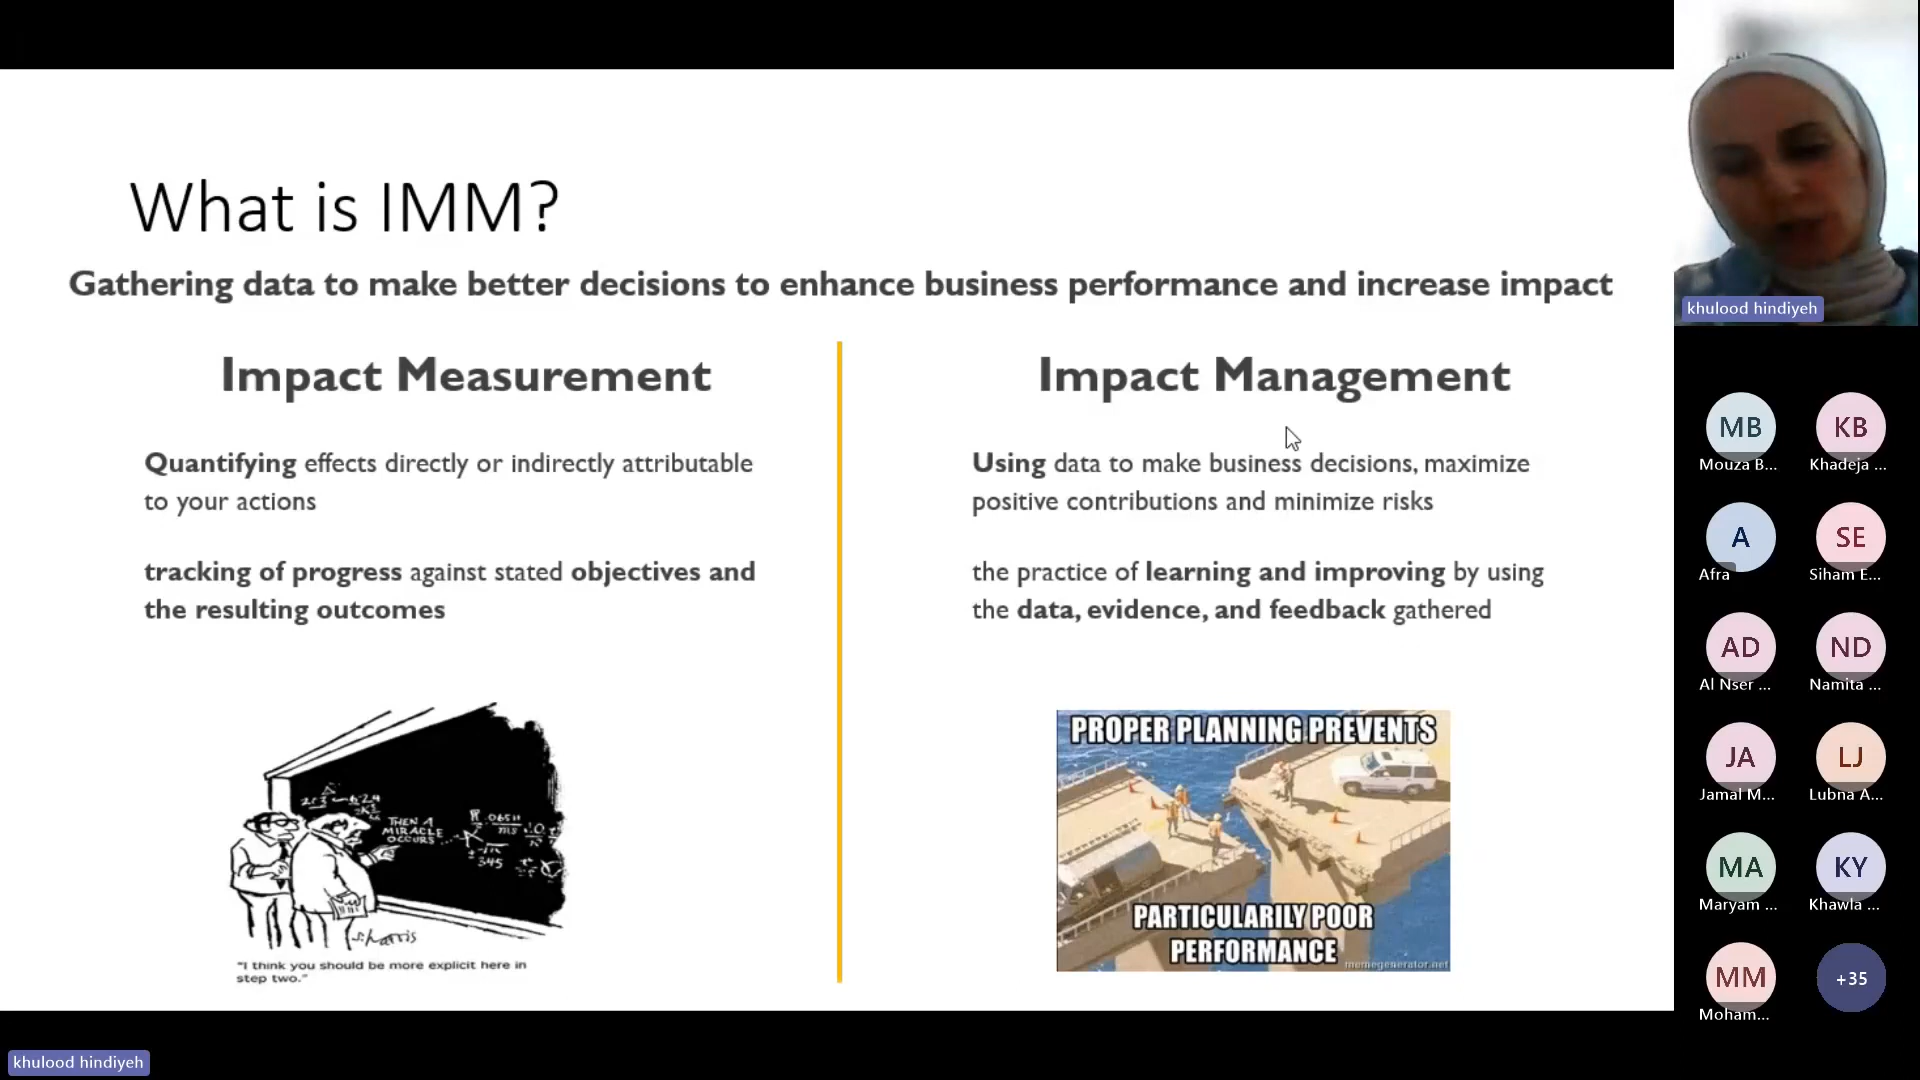 What is IMM?
Gathering data to make better decisions to enhance business performance and increase impact
Impact Measurement
Quantifying effects directly or indirectly attributable
to your actions
tracking of progress against stated objectives and
the resulting outcomes
THEN A
MIRACLE
OCCURS
"I think you should be more explicit here in
step two."
Impact Management
Using data to make business decisions, maximize
positive contributions and minimize risks
the practice of learning and improving by using
the data, evidence, and feedback gathered
PROPER PLANNING PREVENTS
PARTICULARILY POOR
PERFORMANCE
memegenerator.net
khulood hindiyeh
MB
Mouza B...
KB
Khadeja ...
A
Afra
SE
Siham E...
AD
Al Nser ...
ND
Namita ...
JA
Jamal M...
LJ
Lubna A...
MA
Maryam ...
KY
Khawla ...
MM
Moham...
+35
khulood hindiyeh